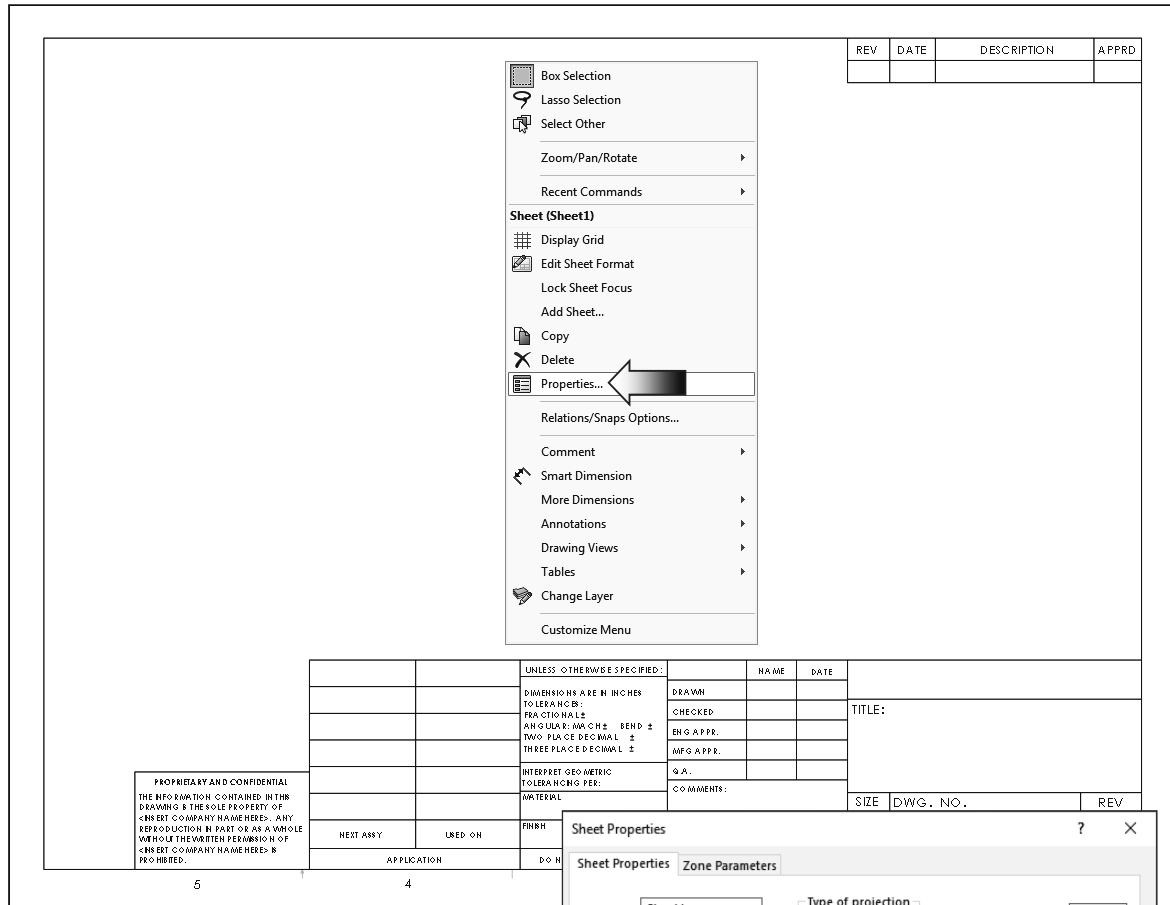 REV DATE DESCRIPTION APPRD
Box Selection
Lasso Selection
Select Other
Zoom/Pan/Rotate
Recent Commands
Sheet (Sheet1)
Display Grid
Edit Sheet Format
Lock Sheet Focus
Add Sheet...
Copy
Delete
Properties...
Relations/Snaps Options...
Comment
Smart Dimension
More Dimensions
Annotations
Drawing Views
Tables
Change Layer
Customize Menu
UNLESS OTHERWISE SPECIFIED:
DIMENSIONS ARE IN INCHES
TOLERANCES:
FRACTIONAL±
ANGULAR: MACH± BEND ±
TWO PLACE DECIMAL ±
THREE PLACE DECIMAL ±
INTERPRET GEOMETRIC
TOLERANCING PER:
MATERIAL
FINISH
NAME DATE
DRAWN
CHECKED
ENG APPR.
MFG APPR.
Q.A.
COMMENTS:
TITLE:
SIZE DWG. NO. REV
PROPRIETARY AND CONFIDENTIAL
THE INFORMATION CONTAINED IN THIS
DRAWING IS THE SOLE PROPERTY OF
<INSERT COMPANY NAME HERE>. ANY
REPRODUCTION IN PART OR AS A WHOLE
WITHOUT THE WRITTEN PERMISSION OF
<INSERT COMPANY NAME HERE> IS
PROHIBITED.
NEXT ASSY USED ON
APPLICATION
DO N
5 4
Sheet Properties ?
Sheet Properties Zone Parameters
Type of projection